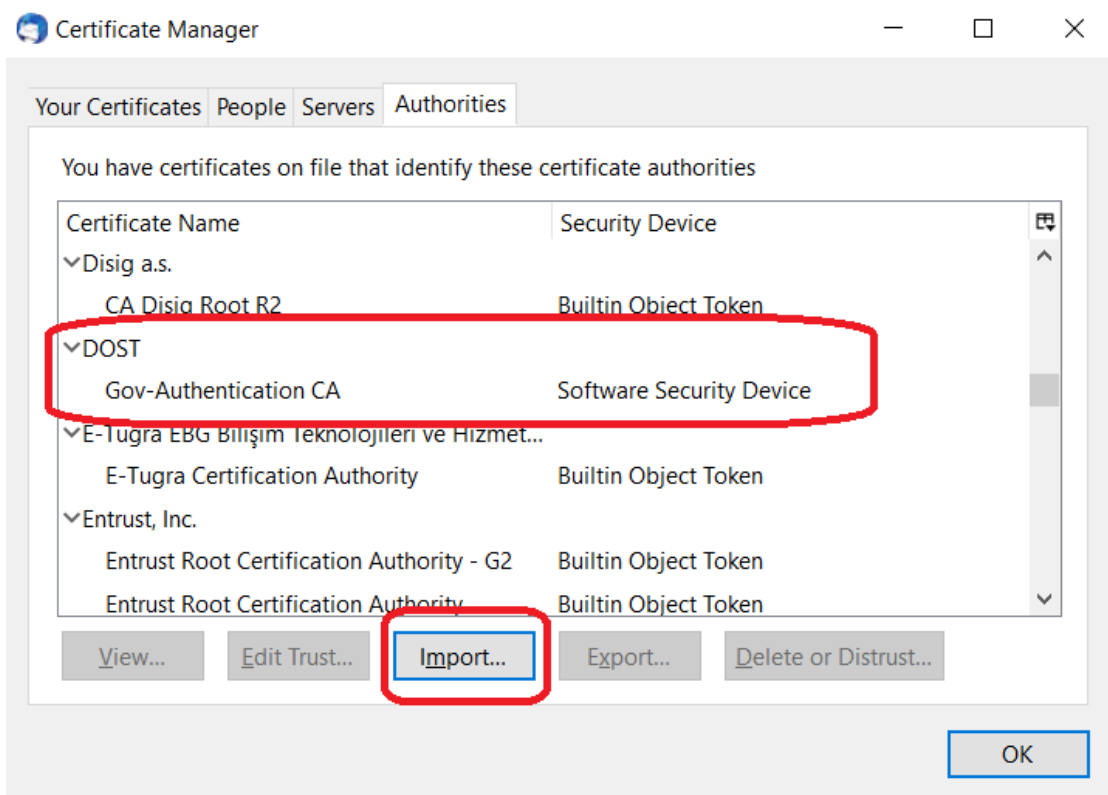 Certificate Manager
Your Certificates People Servers Authorities
You have certificates on file that identify these certificate authorities
Certificate Name Security Device
Disig a.s.
CA Disig Root R2 Builtin Object Token
DOST
Gov-Authentication CA Software Security Device
E-Tugra EBG Bilişim Teknolojileri ve Hizmet...
E-Tugra Certification Authority Builtin Object Token
Entrust, Inc.
Entrust Root Certification Authority - G2 Builtin Object Token
Entrust Root Certification Authority Builtin Object Token
View... Edit Trust... Import... Export... Delete or Distrust...
OK